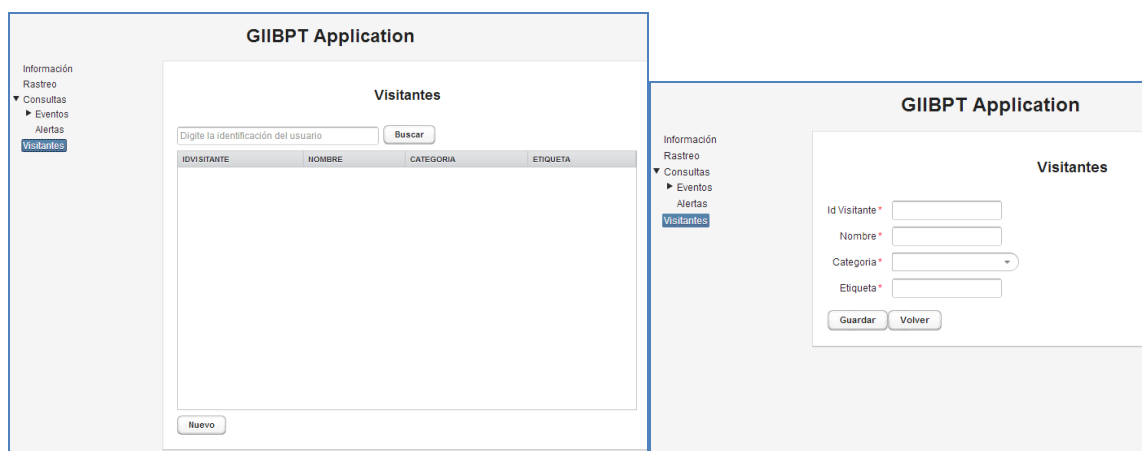 GIIBPT Application
Información
Rastreo
Consultas
Eventos
Alertas
Visitantes
Visitantes
Digite la identificación del usuario Buscar
IDVISITANTE NOMBRE CATEGORIA ETIQUETA
Nuevo
GIIBPT Application
Información
Rastreo
Consultas
Eventos
Alertas
Visitantes
Visitantes
Id Visitante *
Nombre *
Categoria *
Etiqueta *
Guardar Volver